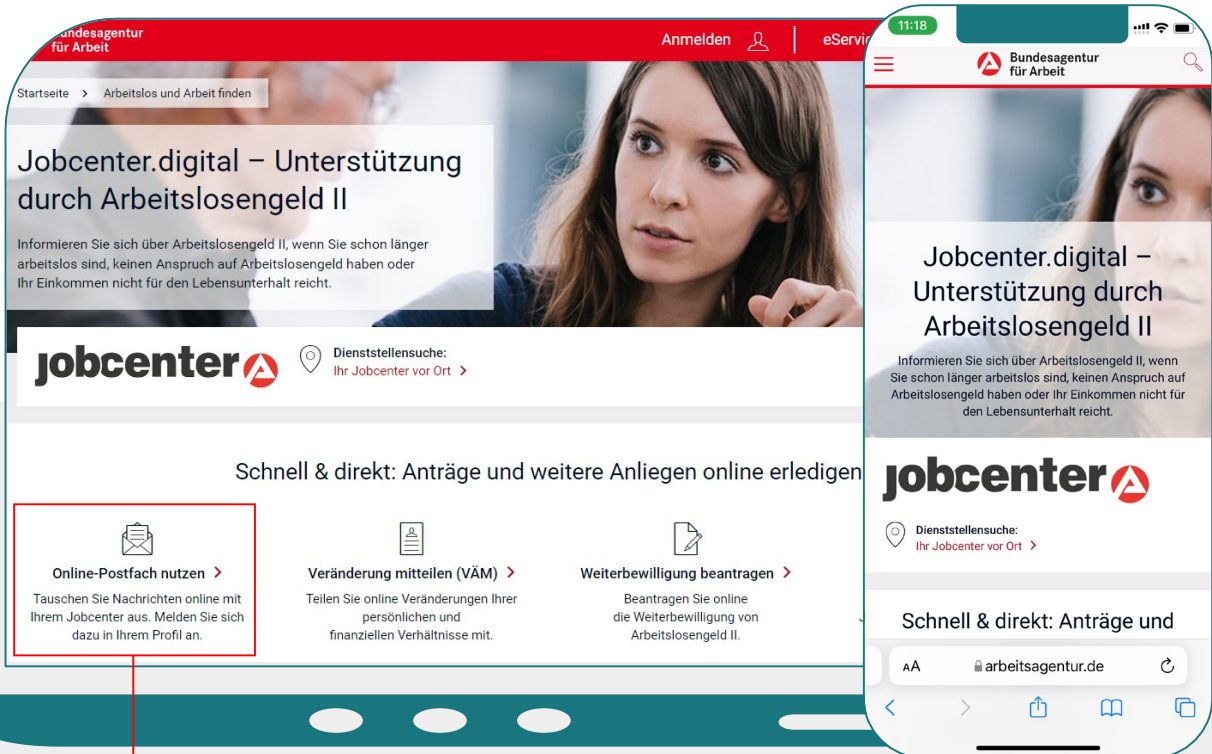 Bundesagentur
für Arbeit
Anmelden
Startseite > Arbeitslos und Arbeit finden
Jobcenter.digital – Unterstützung
durch Arbeitslosengeld II
Informieren Sie sich über Arbeitslosengeld II, wenn Sie schon länger
arbeitslos sind, keinen Anspruch auf Arbeitslosengeld haben oder
Ihr Einkommen nicht für den Lebensunterhalt reicht.
jobcenter
Dienststellensuche:
Ihr Jobcenter vor Ort >
Schnell & direkt: Anträge und weitere Anliegen online erledigen
Online-Postfach nutzen >
Tauschen Sie Nachrichten online mit
Ihrem Jobcenter aus. Melden Sie sich
dazu in Ihrem Profil an.
Veränderung mitteilen (VÄM) >
Teilen Sie online Veränderungen Ihrer
persönlichen und
finanziellen Verhältnisse mit.
Weiterbewilligung beantragen >
Beantragen Sie online
die Weiterbewilligung von
Arbeitslosengeld II.
11:18
Bundesagentur
für Arbeit
Jobcenter.digital –
Unterstützung durch
Arbeitslosengeld II
Informieren Sie sich über Arbeitslosengeld II, wenn
Sie schon länger arbeitslos sind, keinen Anspruch auf
Arbeitslosengeld haben oder Ihr Einkommen nicht für
den Lebensunterhalt reicht.
jobcenter
Dienststellensuche:
Ihr Jobcenter vor Ort >
Schnell & direkt: Anträge und
AA arbeitsagentur.de